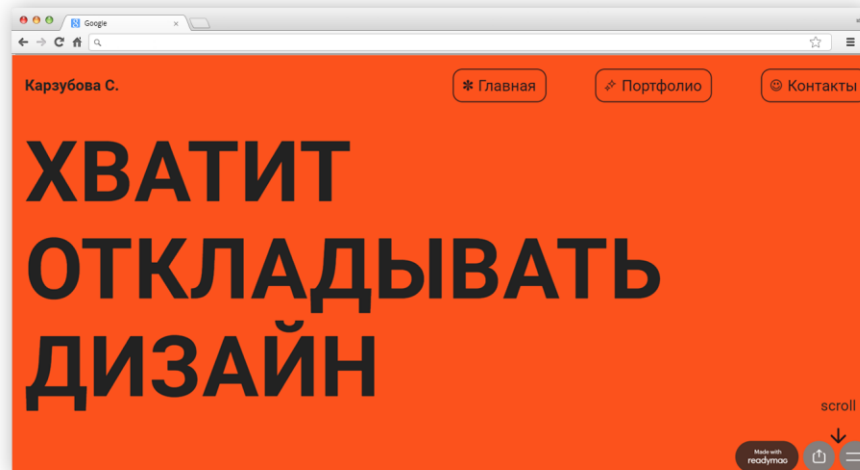 Google
Карзубова С.
Главная
Портфолио
Контакты
ХВАТИТ
ОТКЛАДЫВАТЬ
ДИЗАЙН
scroll
Made with
readymag